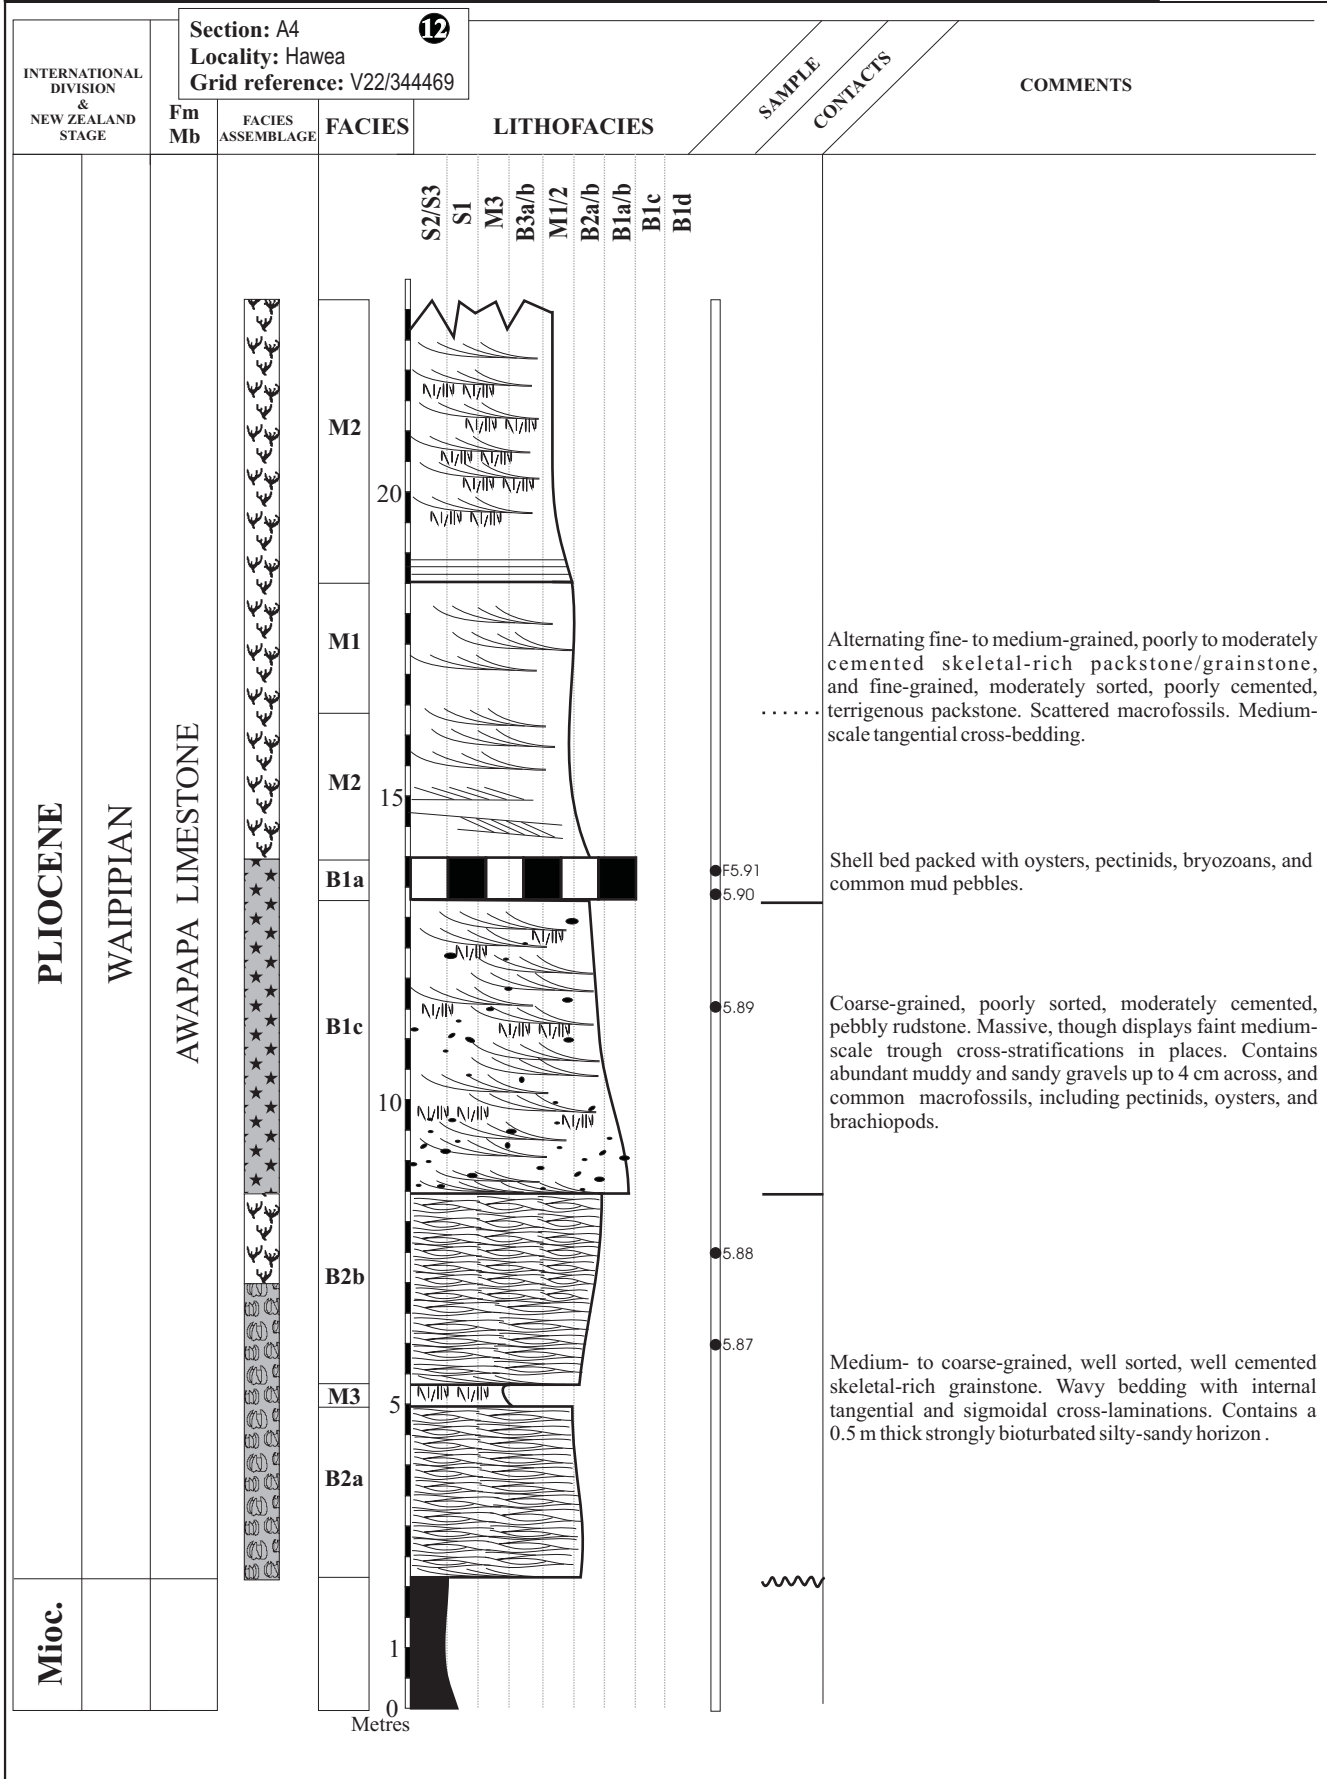 Section: A4 12
Locality: Hawea
Grid reference: V22/344469
INTERNATIONAL
DIVISION
&
NEW ZEALAND
STAGE
Fm
Mb
FACIES
ASSEMBLAGE
FACIES
LITHOFACIES
SAMPLE
CONTACTS
COMMENTS
S2/S3
S1
M3
B3a/b
M1/2
B2a/b
B1a/b
B1c
B1d
PLIOCENE
WAIPIPIAN
AWAPAPA LIMESTONE
Mioc.
M2
M1
M2
B1a
B1c
B2b
M3
B2a
20
15
10
5
1
0
Metres
F5.91
5.90
5.89
5.88
5.87
Alternating fine- to medium-grained, poorly to moderately
cemented skeletal-rich packstone/grainstone,
and fine-grained, moderately sorted, poorly cemented,
terrigenous packstone. Scattered macrofossils. Medium-
scale tangential cross-bedding.
Shell bed packed with oysters, pectinids, bryozoans, and
common mud pebbles.
Coarse-grained, poorly sorted, moderately cemented,
pebbly rudstone. Massive, though displays faint medium-
scale trough cross-stratifications in places. Contains
abundant muddy and sandy gravels up to 4 cm across, and
common macrofossils, including pectinids, oysters, and
brachiopods.
Medium- to coarse-grained, well sorted, well cemented
skeletal-rich grainstone. Wavy bedding with internal
tangential and sigmoidal cross-laminations. Contains a
0.5 m thick strongly bioturbated silty-sandy horizon .